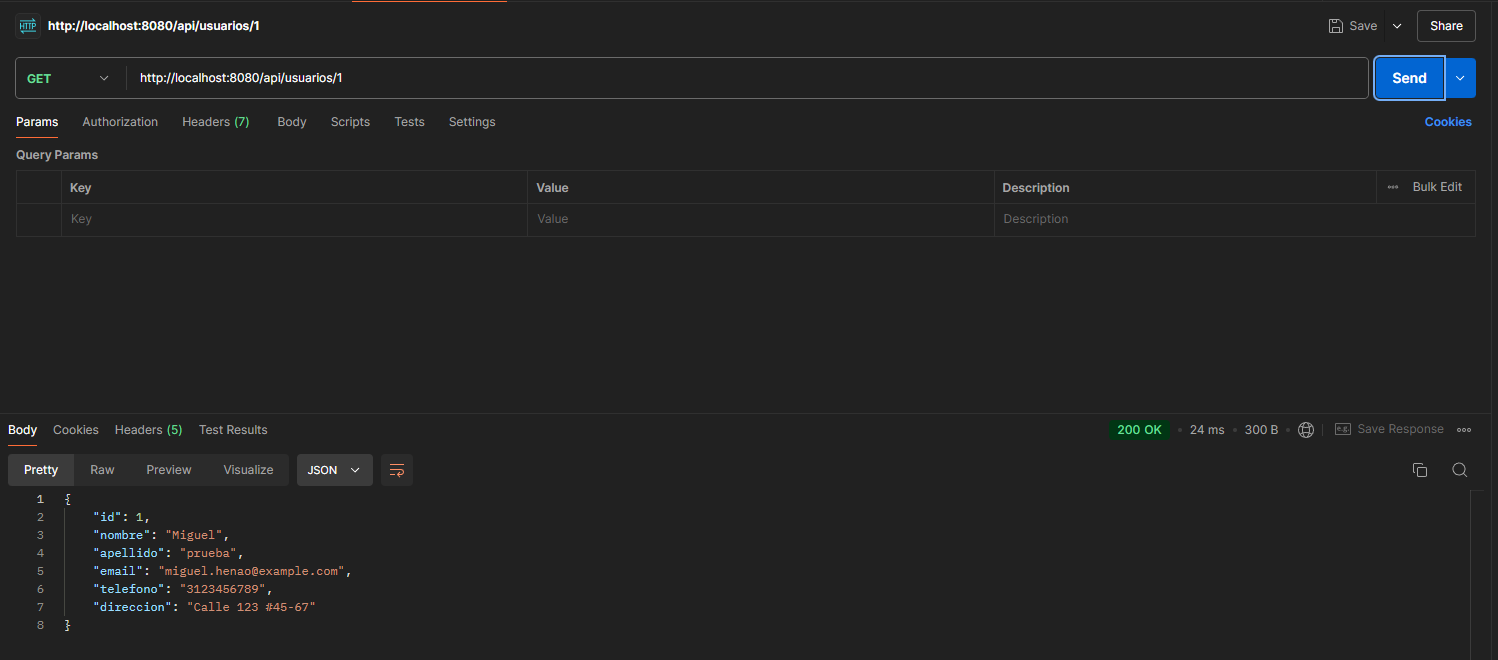 HTTP http://localhost:8080/api/usuarios/1 Save Share
GET http://localhost:8080/api/usuarios/1 Send
Params Authorization Headers (7) Body Scripts Tests Settings Cookies
Query Params
Key Value Description ••• Bulk Edit
Key Value Description
Body Cookies Headers (5) Test Results 200 OK • 24 ms • 300 B • e.g. Save Response
Pretty Raw Preview Visualize JSON
1 {
2 "id": 1,
3 "nombre": "Miguel",
4 "apellido": "prueba",
5 "email": "miguel.henao@example.com",
6 "telefono": "3123456789",
7 "direccion": "Calle 123 #45-67"
8 }